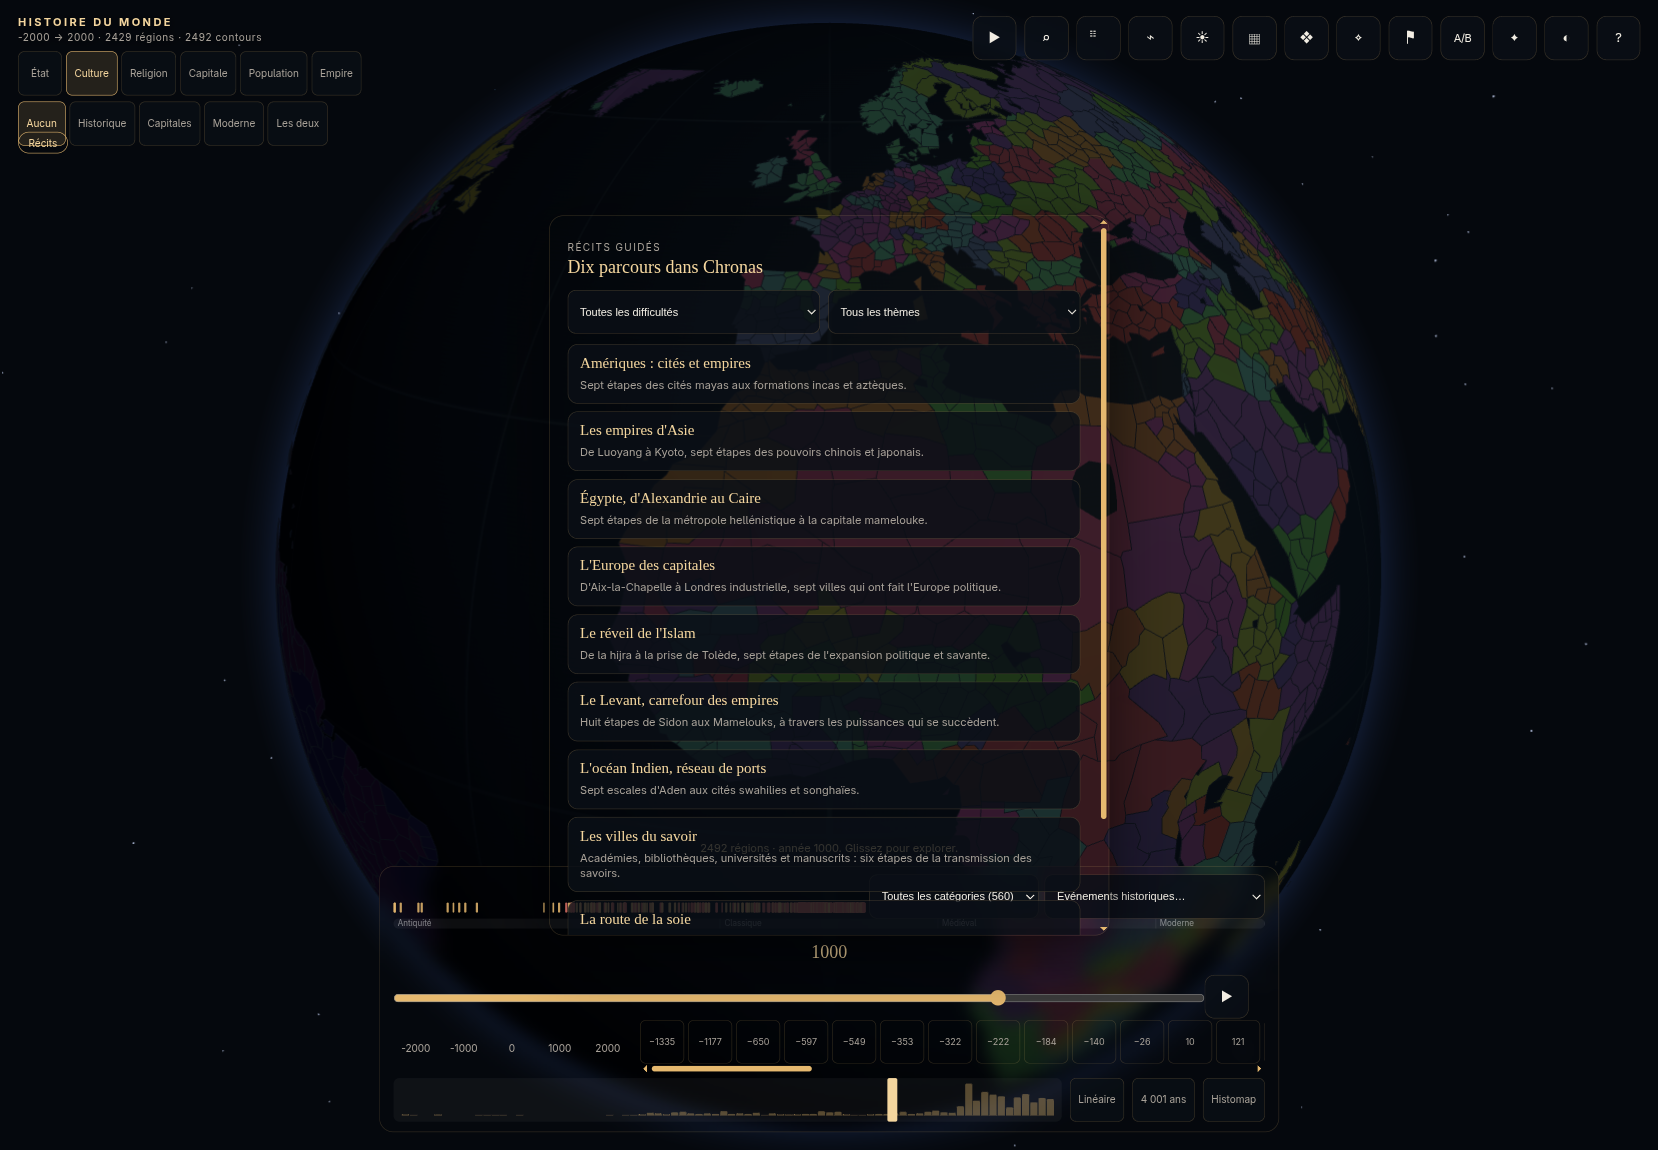 HISTOIRE DU MONDE
-2000 → 2000 · 2429 régions · 2492 contours
État Culture Religion Capitale Population Empire
Aucun Historique Capitales Moderne Les deux
Récits
A/B ?
RÉCITS GUIDÉS
Dix parcours dans Chronas
Toutes les difficultés Tous les thèmes
Amériques : cités et empires
Sept étapes des cités mayas aux formations incas et aztèques.
Les empires d'Asie
De Luoyang à Kyoto, sept étapes des pouvoirs chinois et japonais.
Égypte, d'Alexandrie au Caire
Sept étapes de la métropole hellénistique à la capitale mamelouke.
L'Europe des capitales
D'Aix-la-Chapelle à Londres industrielle, sept villes qui ont fait l'Europe politique.
Le réveil de l'Islam
De la hijra à la prise de Tolède, sept étapes de l'expansion politique et savante.
Le Levant, carrefour des empires
Huit étapes de Sidon aux Mamelouks, à travers les puissances qui se succèdent.
L'océan Indien, réseau de ports
Sept escales d'Aden aux cités swahilies et songhaïes.
Les villes du savoir
2492 régions · année 1000. Glissez pour explorer.
Académies, bibliothèques, universités et manuscrits : six étapes de la transmission des
savoirs.
Toutes les catégories (560) Événements historiques…
La route de la soie
Antiquité Classique Médiéval Moderne
1000
-2000 -1000 0 1000 2000
−1335 −1177 −650 −597 −549 −353 −322 −222 −184 −140 −26 10 121
Linéaire 4 001 ans Histomap